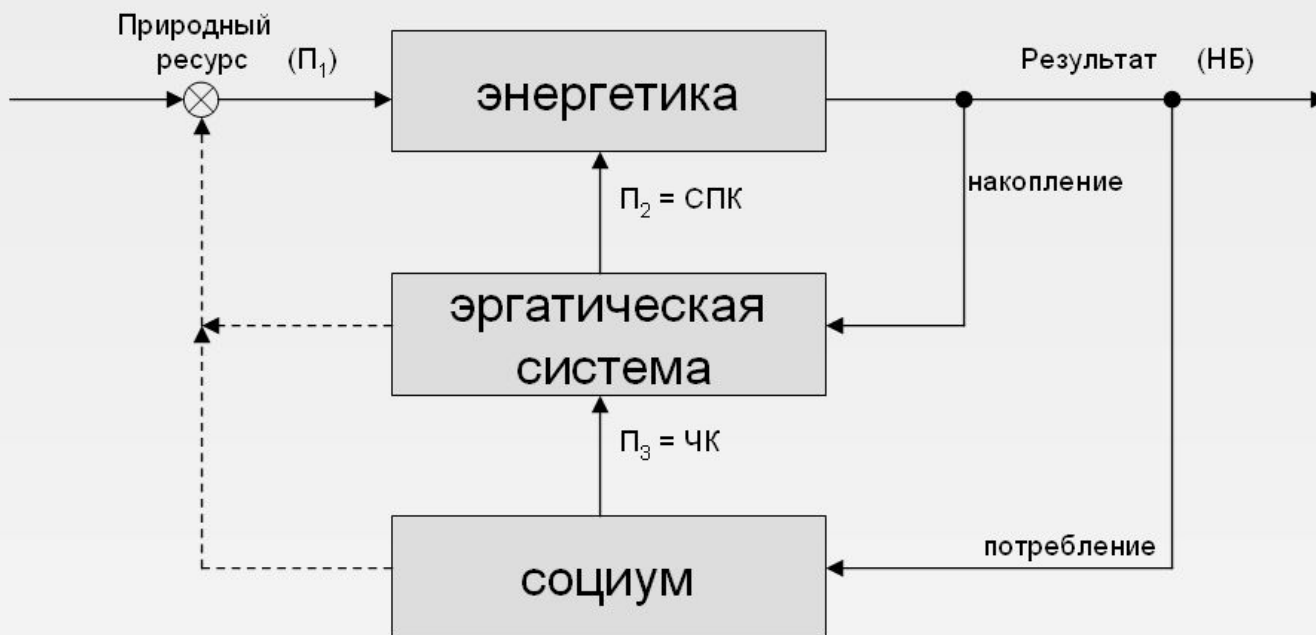 Природный
ресурс (П₁)
Результат (НБ)
энергетика
накопление
П₂ = СПК
эргатическая
система
П₃ = ЧК
потребление
социум